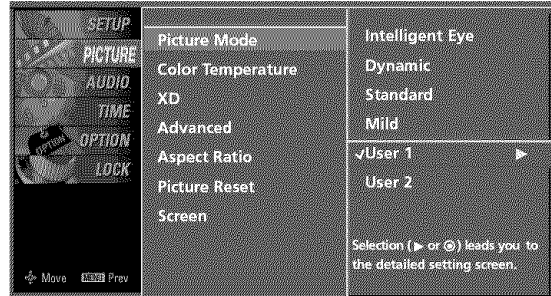 SETUP
PICTURE
AUDIO
TIME
OPTION
LOCK
Move MENU Prev
Picture Mode
Color Temperature
XD
Advanced
Aspect Ratio
Picture Reset
Screen
Intelligent Eye
Dynamic
Standard
Mild
✓User 1 ▶
User 2
Selection (▶ or ◉) leads you to
the detailed setting screen.